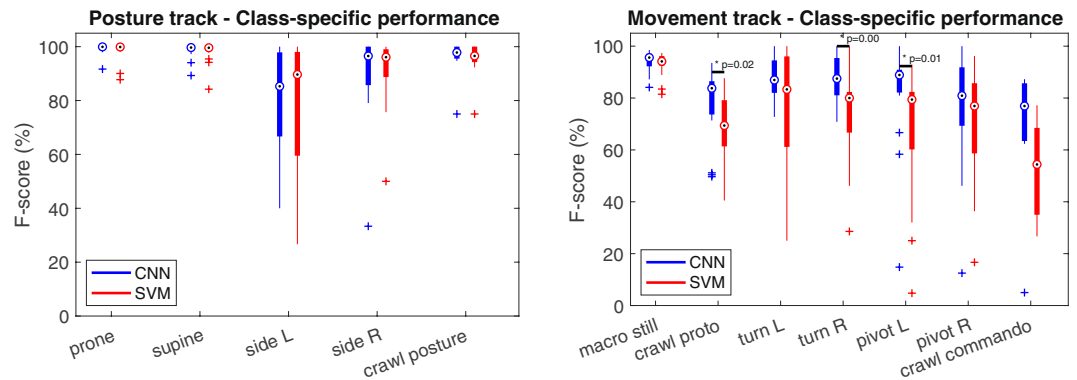 Posture track - Class-specific performance
F-score (%)
100
80
60
40
20
0
CNN
SVM
prone
supine
side L
side R
crawl posture
Movement track - Class-specific performance
F-score (%)
100
80
60
40
20
0
* p=0.02
* p=0.00
* p=0.01
CNN
SVM
macro still
crawl proto
turn L
turn R
pivot L
pivot R
crawl commando